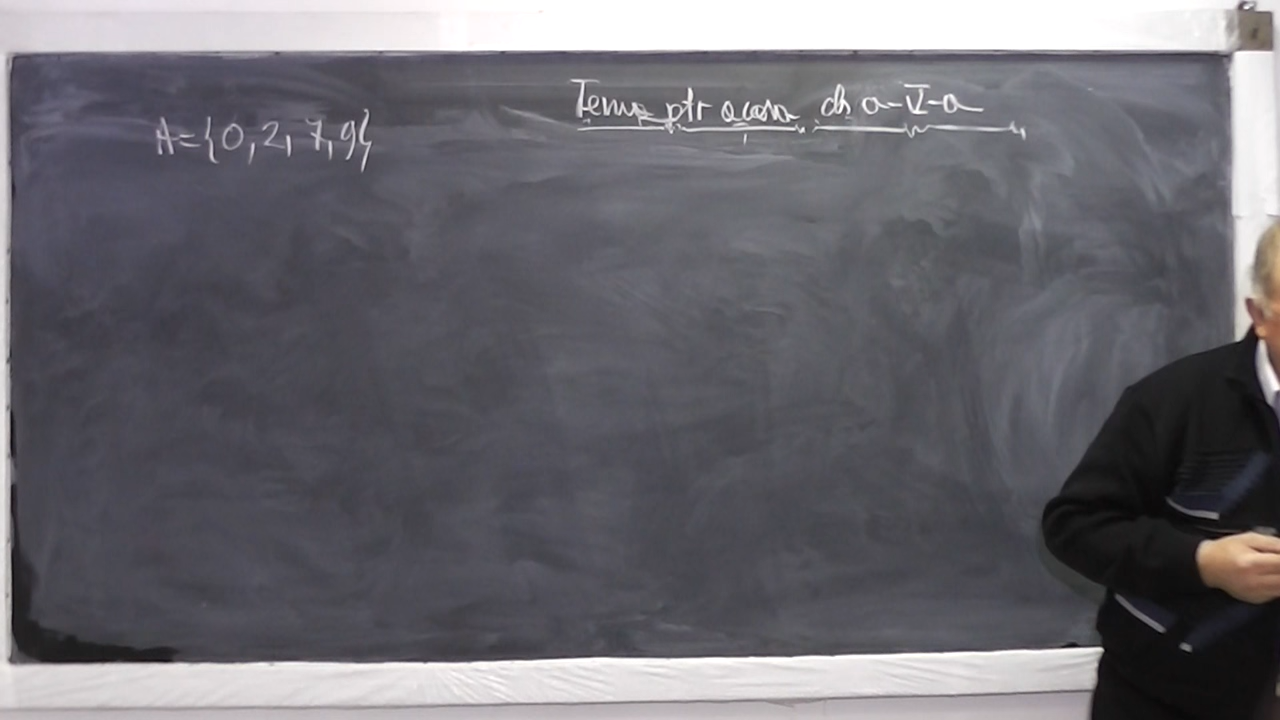 Tema ptr acasa cls a-V-a
A={0, 2, 7, 9}